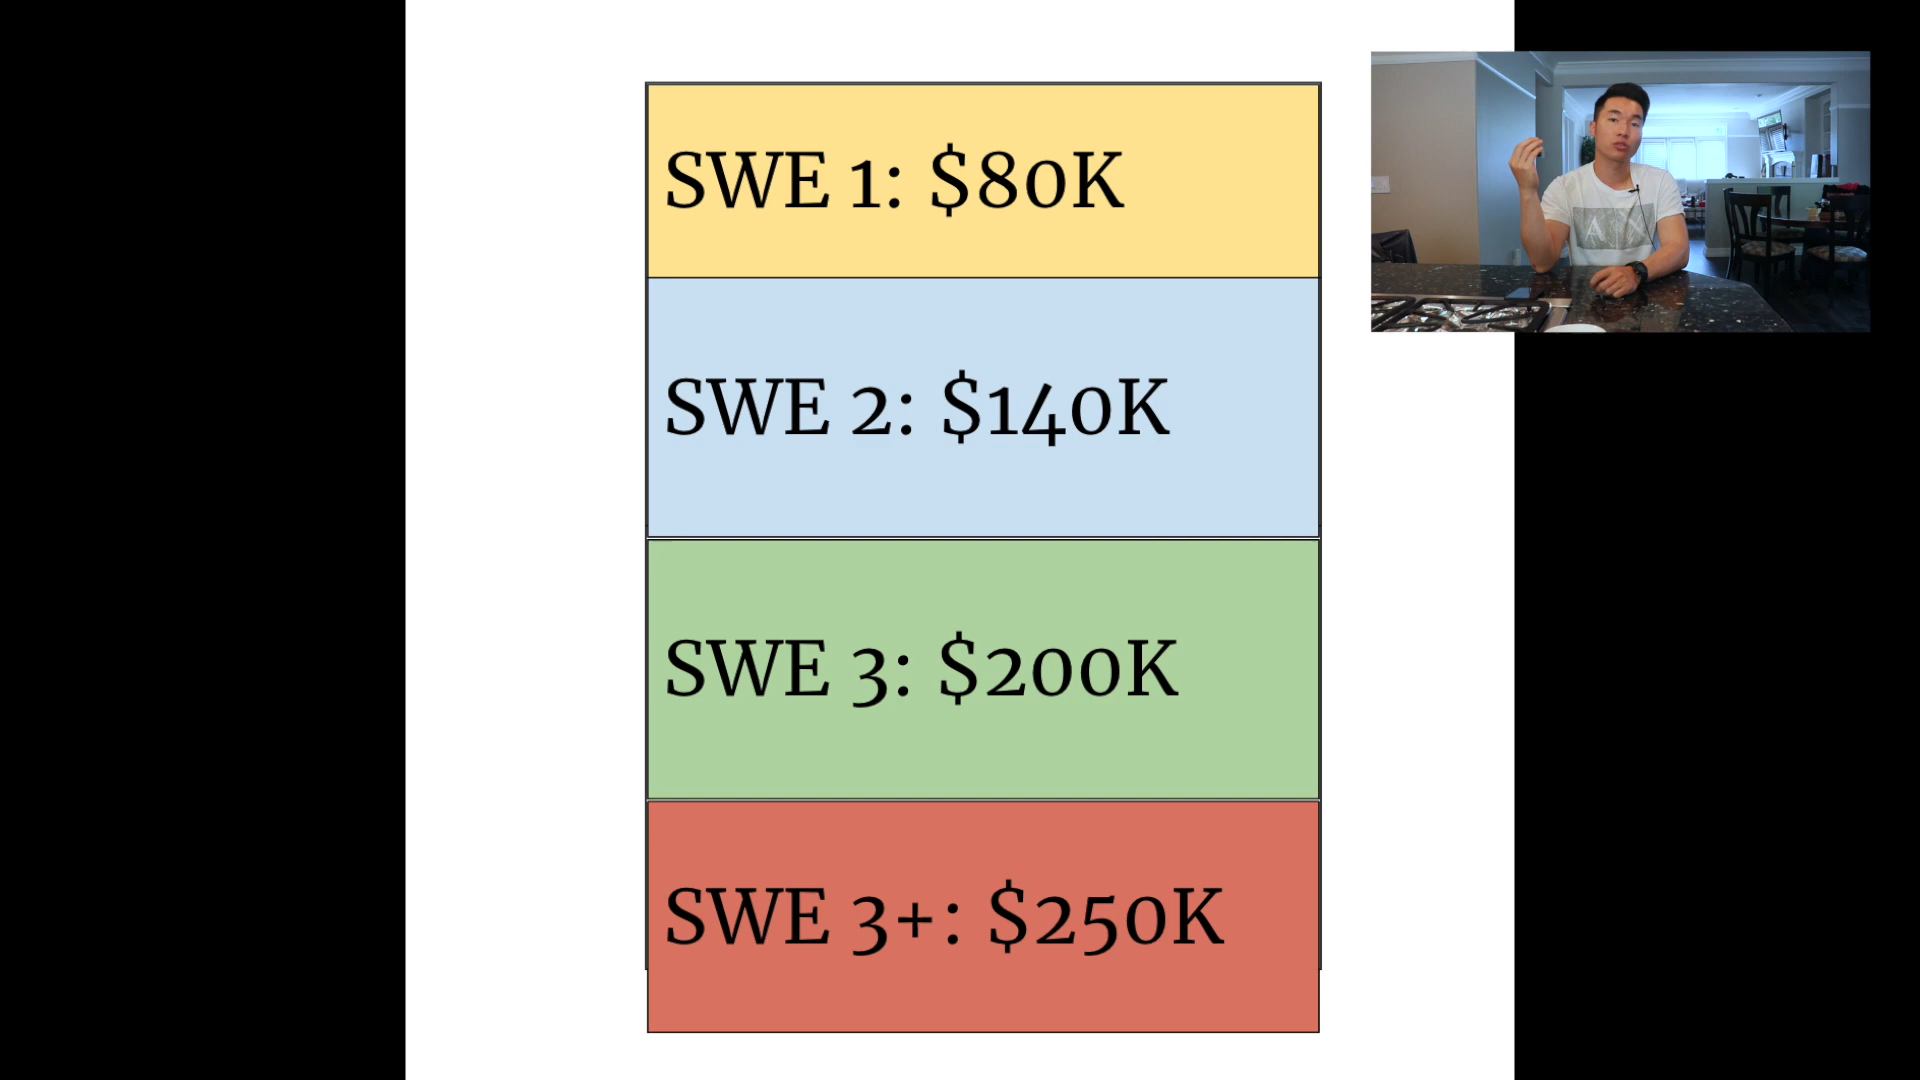 SWE 1: $80K
SWE 2: $140K
SWE 3: $200K
SWE 3+: $250K
A|X